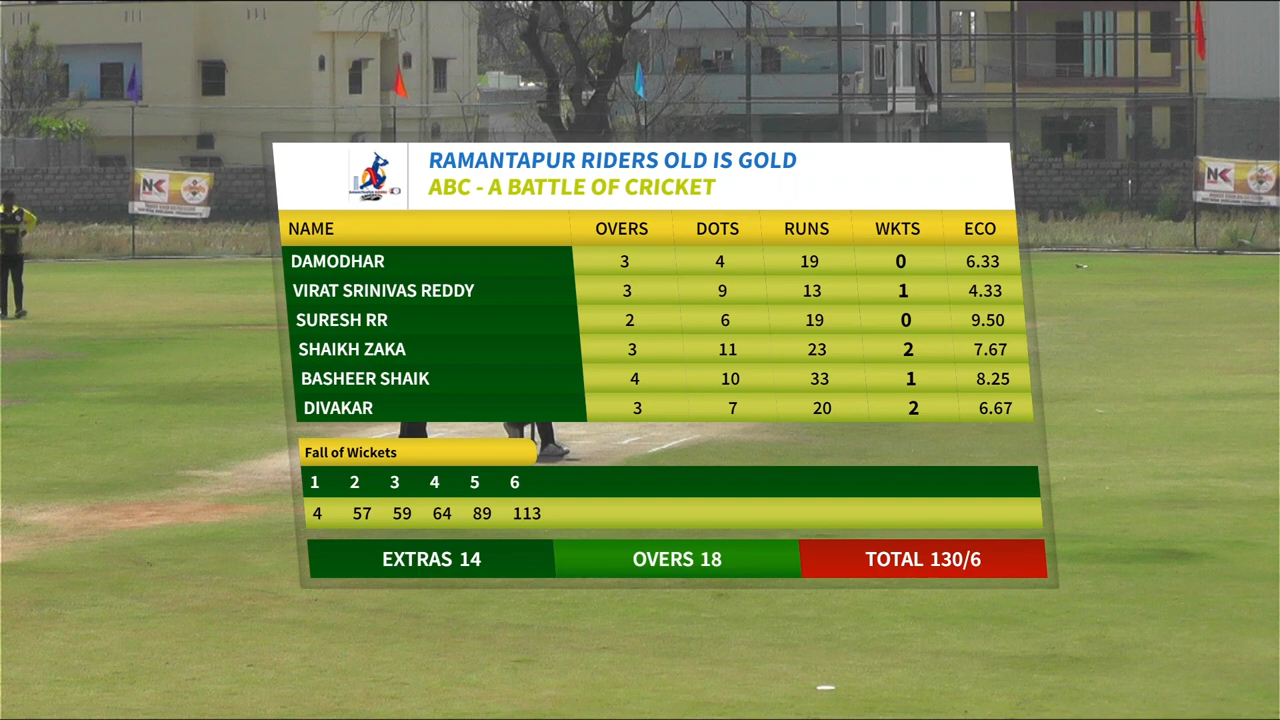 RAMANTAPUR RIDERS OLD IS GOLD
ABC - A BATTLE OF CRICKET
NAME OVERS DOTS RUNS WKTS ECO
DAMODHAR 3 4 19 0 6.33
VIRAT SRINIVAS REDDY 3 9 13 1 4.33
SURESH RR 2 6 19 0 9.50
SHAIKH ZAKA 3 11 23 2 7.67
BASHEER SHAIK 4 10 33 1 8.25
DIVAKAR 3 7 20 2 6.67
Fall of Wickets
1 2 3 4 5 6
4 57 59 64 89 113
EXTRAS 14 OVERS 18 TOTAL 130/6
NK
NK